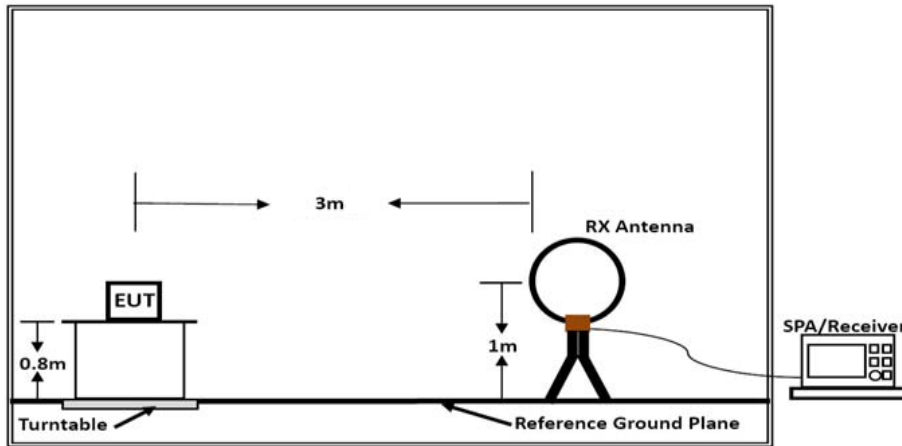 3m
RX Antenna
EUT
SPA/Receiver
0.8m
1m
Turntable
Reference Ground Plane